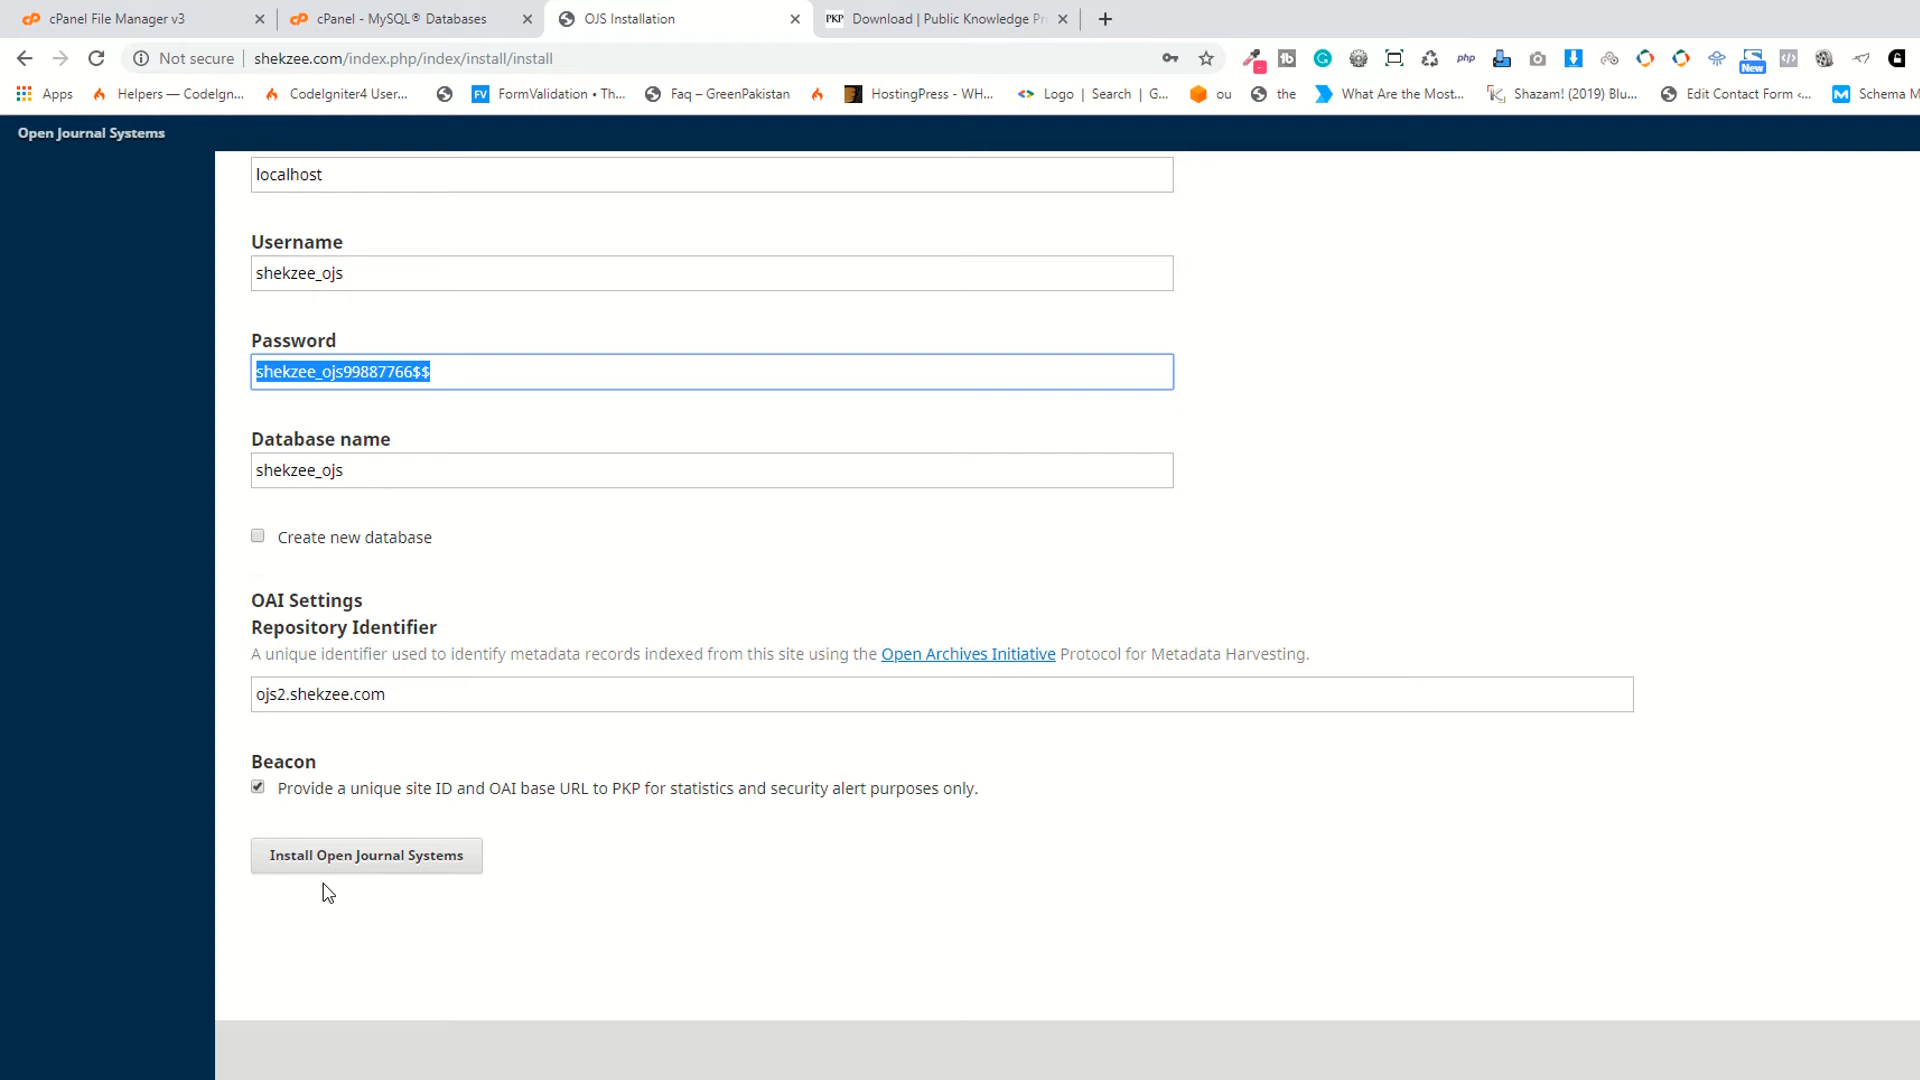 cPanel File Manager v3
cPanel - MySQL® Databases
OJS Installation
PKP Download | Public Knowledge Pr
Not secure | shekzee.com/index.php/index/install/install
php
New
Apps
Helpers — CodeIgn...
CodeIgniter4 User...
FV FormValidation • Th...
Faq – GreenPakistan
HostingPress - WH...
Logo | Search | G...
ou
the
What Are the Most...
Shazam! (2019) Blu...
Edit Contact Form ‹...
Schema M
Open Journal Systems
localhost
Username
shekzee_ojs
Password
shekzee_ojs99887766$$
Database name
shekzee_ojs
Create new database
OAI Settings
Repository Identifier
A unique identifier used to identify metadata records indexed from this site using the Open Archives Initiative Protocol for Metadata Harvesting.
ojs2.shekzee.com
Beacon
Provide a unique site ID and OAI base URL to PKP for statistics and security alert purposes only.
Install Open Journal Systems